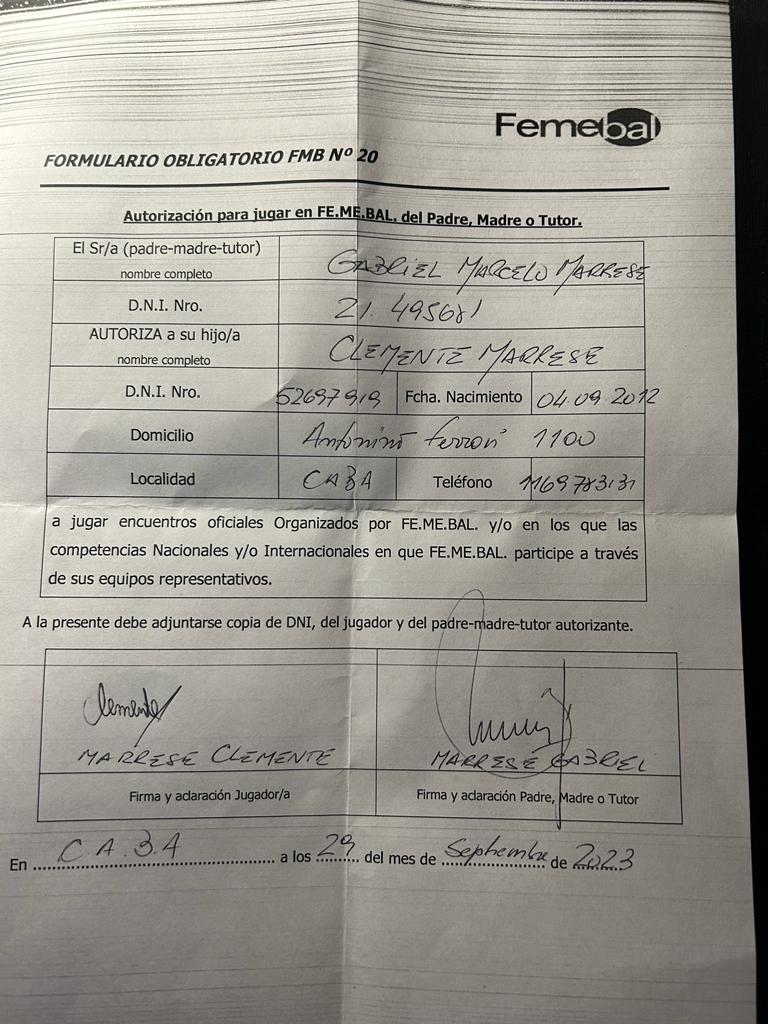 Femebal
FORMULARIO OBLIGATORIO FMB Nº 20
Autorización para jugar en FE.ME.BAL. del Padre, Madre o Tutor.
El Sr/a (padre-madre-tutor)
nombre completo
GABRIEL MARCELO MARRESE
D.N.I. Nro.
21.495681
AUTORIZA a su hijo/a
nombre completo
CLEMENTE MARRESE
D.N.I. Nro.
52697919
Fcha. Nacimiento
04.09.2012
Domicilio
Antonino Ferrari 1100
Localidad
CABA
Teléfono
1169783131
a jugar encuentros oficiales Organizados por FE.ME.BAL. y/o en los que las
competencias Nacionales y/o Internacionales en que FE.ME.BAL. participe a través
de sus equipos representativos.
A la presente debe adjuntarse copia de DNI, del jugador y del padre-madre-tutor autorizante.
Clemente
MARRESE CLEMENTE
MARRESE GABRIEL
Firma y aclaración Jugador/a
Firma y aclaración Padre, Madre o Tutor
En C.A.B.A a los 29 del mes de Septiembre de 2023